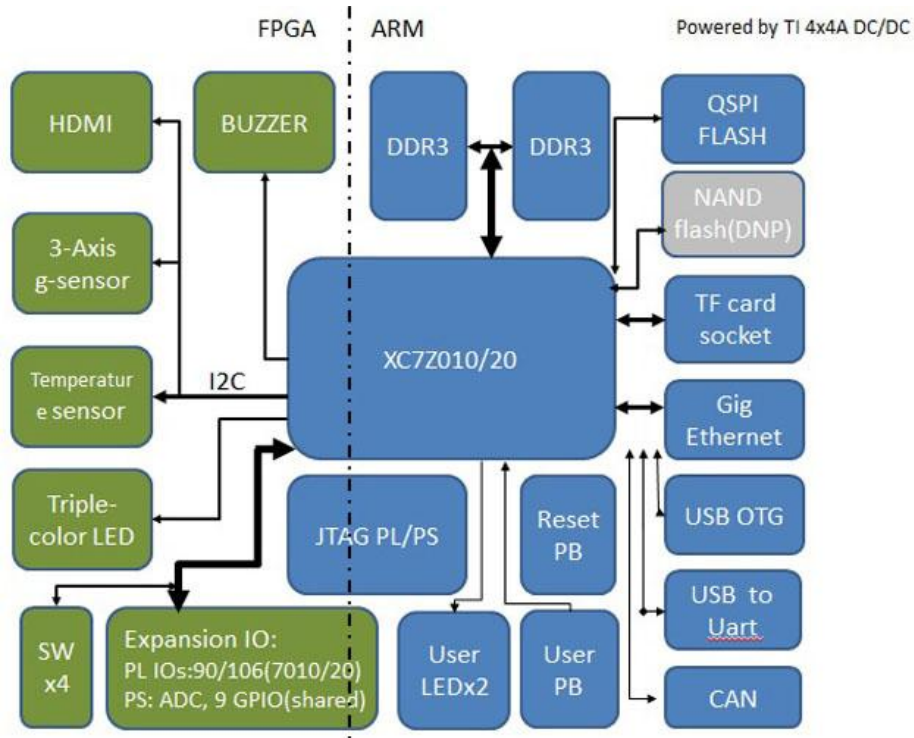 FPGA
ARM
Powered by TI 4x4A DC/DC
HDMI
BUZZER
DDR3
DDR3
QSPI
FLASH
NAND
flash(DNP)
3-Axis
g-sensor
TF card
socket
XC7Z010/20
Temperatur
e sensor
I2C
Gig
Ethernet
Triple-
color LED
JTAG PL/PS
Reset
PB
USB OTG
SW
x4
Expansion IO:
PL IOs:90/106(7010/20)
PS: ADC, 9 GPIO(shared)
User
LEDx2
User
PB
USB to
Uart
CAN